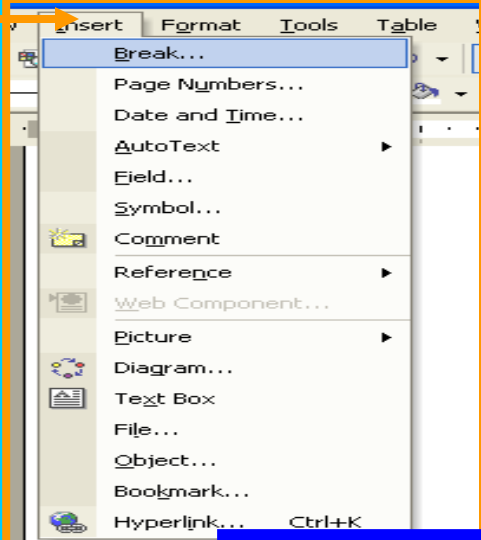 Insert Format Tools Table
Break...
Page Numbers...
Date and Time...
AutoText
Field...
Symbol...
Comment
Reference
Web Component...
Picture
Diagram...
Text Box
File...
Object...
Bookmark...
Hyperlink... Ctrl+K